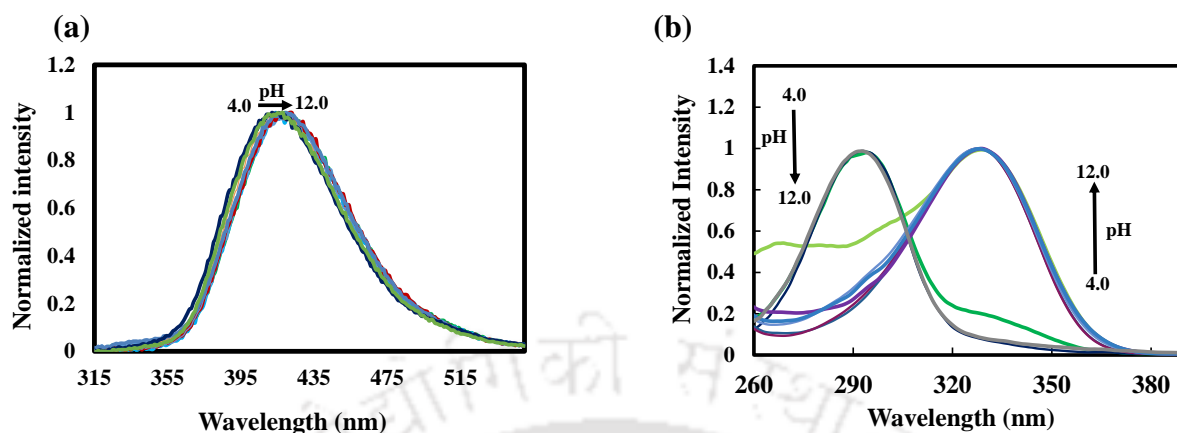 (a)
1.2
1
0.8
0.6
0.4
0.2
0
Normalized intensity
pH
4.0 12.0
315 355 395 435 475 515
Wavelength (nm)
(b)
1.4
1.2
1
0.8
0.6
0.4
0.2
0
Normalized Intensity
4.0
pH
12.0
12.0
pH
4.0
260 290 320 350 380
Wavelength (nm)